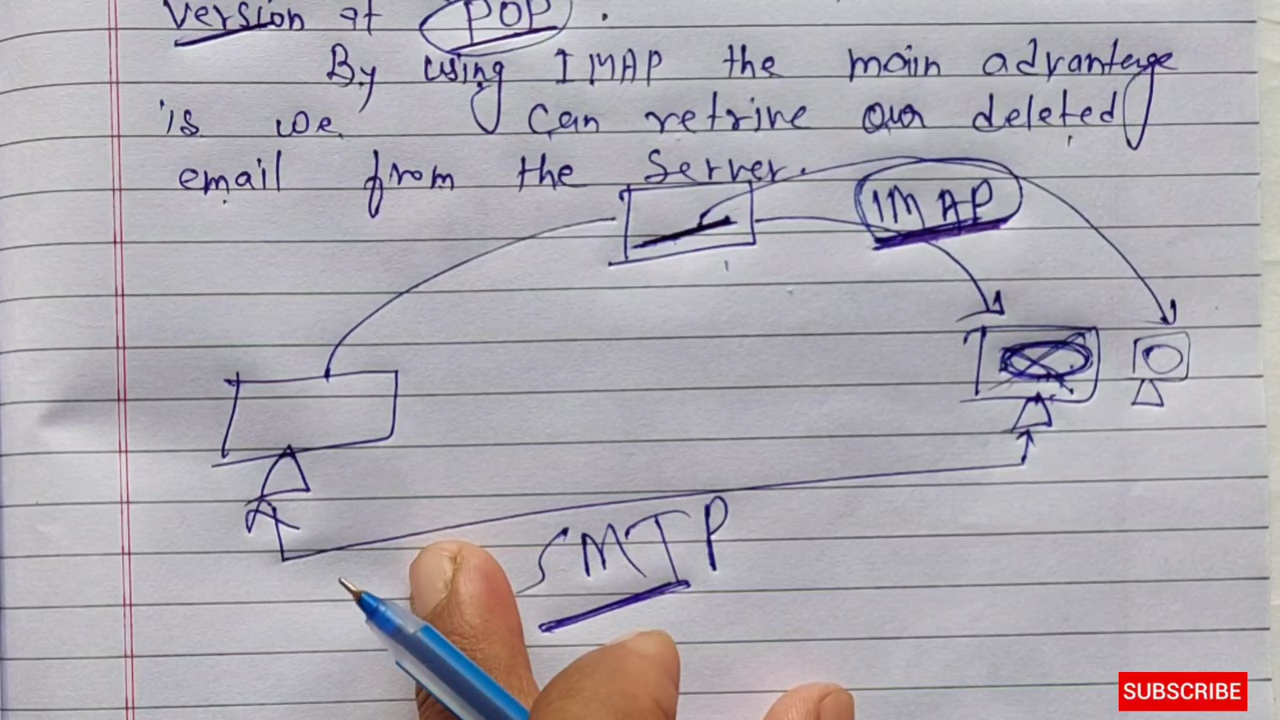 version of POP.
By using IMAP the main advantage
is we can retrive our deleted
email from the server.
IMAP
SMTP
SUBSCRIBE